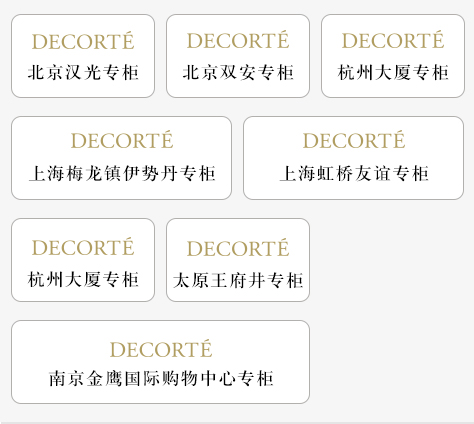 DECORTÉ
北京汉光专柜
DECORTÉ
北京双安专柜
DECORTÉ
杭州大厦专柜
DECORTÉ
上海梅龙镇伊势丹专柜
DECORTÉ
上海虹桥友谊专柜
DECORTÉ
杭州大厦专柜
DECORTÉ
太原王府井专柜
DECORTÉ
南京金鹰国际购物中心专柜